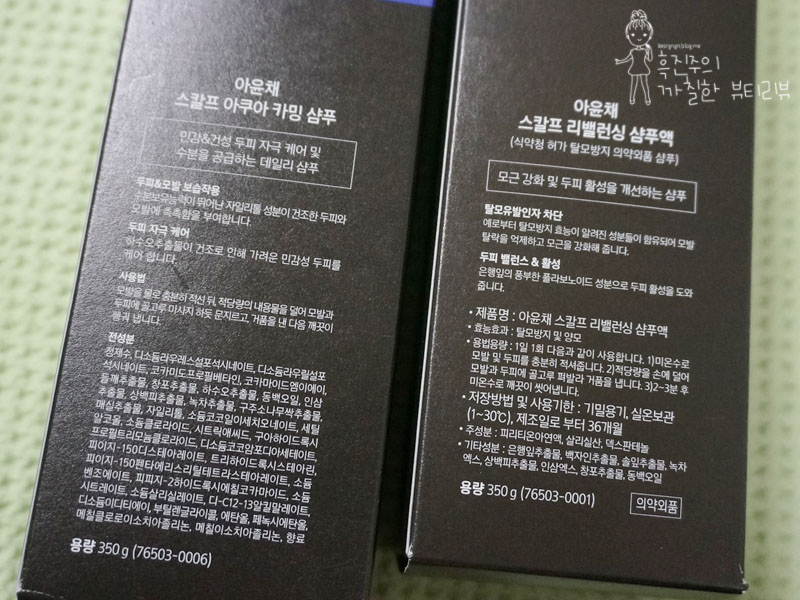 아윤채
스칼프 아쿠아 카밍 샴푸
민감&건성 두피 자극 케어 및
수분을 공급하는 데일리 샴푸
두피&모발 보습작용
수분보유능력이 뛰어난 자일리톨 성분이 건조한 두피와
모발에 촉촉함을 부여합니다.
두피 자극 케어
하수오추출물이 건조로 인해 가려운 민감성 두피를
케어 합니다.
사용법
모발을 물로 충분히 적신 뒤, 적당량의 내용물을 덜어 모발과
두피에 골고루 마사지 하듯 문지르고, 거품을 낸 다음 깨끗이
헹궈 냅니다.
전성분
정제수, 디소듐라우레스설포석시네이트, 디소듐라우릴설포
석시네이트, 코카미도프로필베타인, 코카마이드엠이에이,
들깨추출물, 창포추출물, 하수오추출물, 동백오일, 인삼
추출물, 상백피추출물, 녹차추출물, 구주소나무싹추출물,
매실추출물, 자일리톨, 소듐코코일이세치오네이트, 세틸
알코올, 소듐클로라이드, 시트릭애씨드, 구아하이드록시
프로필트리모늄클로라이드, 디소듐코코암포디아세테이트,
피이지-150디스테아레이트, 트리하이드록시스테아린,
피이지-150펜타에리스리틸테트라스테아레이트, 소듐
벤조에이트, 피피지-2하이드록시에칠코카마이드, 소듐
시트레이트, 소듐살리실레이트, 디-C12-13알킬말레이트,
디소듐이디티에이, 부틸렌글라이콜, 에탄올, 페녹시에탄올,
메칠클로로이소치아졸리논, 메칠이소치아졸리논, 향료
용량 350 g (76503-0006)
흑진주의
까칠한 뷰티리뷰
아윤채
스칼프 리밸런싱 샴푸액
(식약청 허가 탈모방지 의약외품 샴푸)
모근 강화 및 두피 활성을 개선하는 샴푸
탈모유발인자 차단
예로부터 탈모방지 효능이 알려진 성분들이 함유되어 모발
탈락을 억제하고 모근을 강화해 줍니다.
두피 밸런스 & 활성
은행잎의 풍부한 플라보노이드 성분으로 두피 활성을 도와
줍니다.
• 제품명 : 아윤채 스칼프 리밸런싱 샴푸액
• 효능효과 : 탈모방지 및 양모
• 용법용량 : 1일 1회 다음과 같이 사용합니다. 1)미온수로
모발 및 두피를 충분히 적셔줍니다. 2)적당량을 손에 덜어
모발과 두피에 골고루 펴발라 거품을 냅니다. 3)2~3분 후
미온수로 깨끗이 씻어냅니다.
• 저장방법 및 사용기한 : 기밀용기, 실온보관
(1~30℃), 제조일로 부터 36개월
• 주성분 : 피리티온아연액, 살리실산, 덱스판테놀
• 기타성분 : 은행잎추출물, 백자인추출물, 솔잎추출물, 녹차
엑스, 상백피추출물, 인삼엑스, 창포추출물, 동백오일
용량 350 g (76503-0001)
의약외품